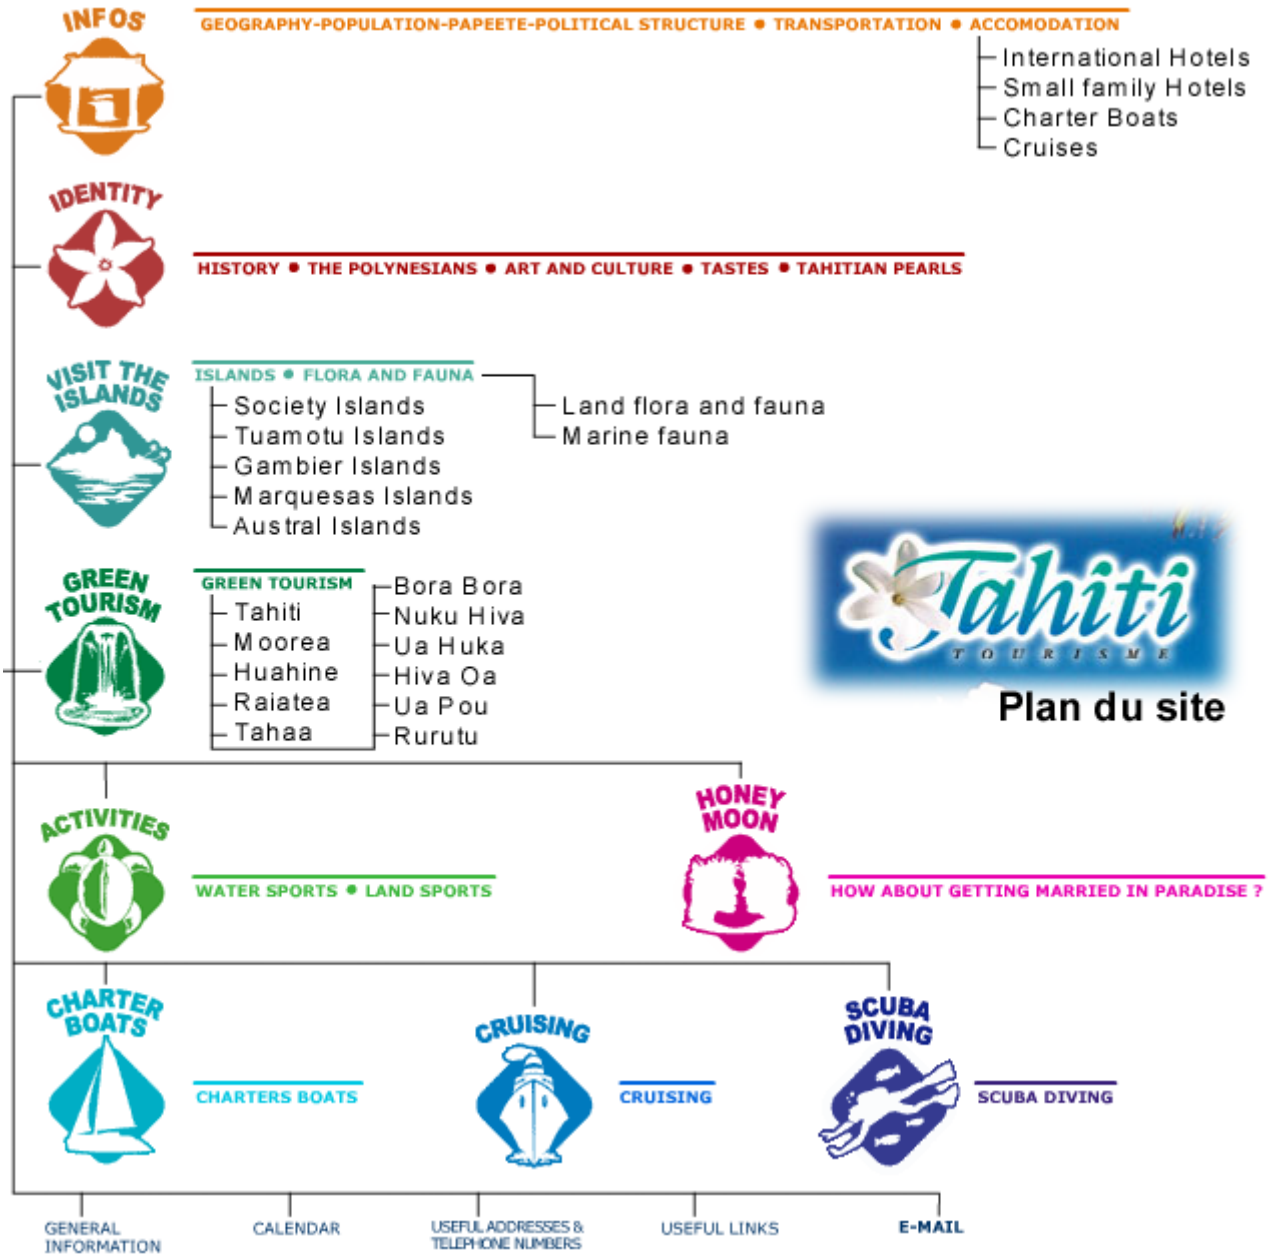 INFOS
GEOGRAPHY-POPULATION-PAPEETE-POLITICAL STRUCTURE • TRANSPORTATION • ACCOMODATION
International Hotels
Small family Hotels
Charter Boats
Cruises
IDENTITY
HISTORY • THE POLYNESIANS • ART AND CULTURE • TASTES • TAHITIAN PEARLS
VISIT THE
ISLANDS
ISLANDS • FLORA AND FAUNA
Society Islands
Tuamotu Islands
Gambier Islands
Marquesas Islands
Austral Islands
Land flora and fauna
Marine fauna
GREEN
TOURISM
GREEN TOURISM
Tahiti
Moorea
Huahine
Raiatea
Tahaa
Bora Bora
Nuku Hiva
Ua Huka
Hiva Oa
Ua Pou
Rurutu
Tahiti
TOURISME
Plan du site
ACTIVITIES
WATER SPORTS • LAND SPORTS
HONEY
MOON
HOW ABOUT GETTING MARRIED IN PARADISE ?
CHARTER
BOATS
CHARTERS BOATS
CRUISING
CRUISING
SCUBA
DIVING
SCUBA DIVING
GENERAL
INFORMATION
CALENDAR
USEFUL ADDRESSES &
TELEPHONE NUMBERS
USEFUL LINKS
E-MAIL